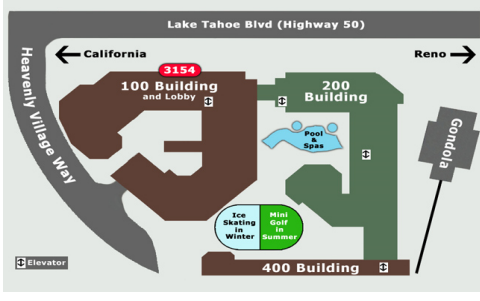 Lake Tahoe Blvd (Highway 50)
California
Reno
Heavenly Village Way
3154
100 Building
and Lobby
200
Building
Gondola
Pool
&
Spas
Ice
Skating
in
Winter
Mini
Golf
in
Summer
Elevator
400 Building